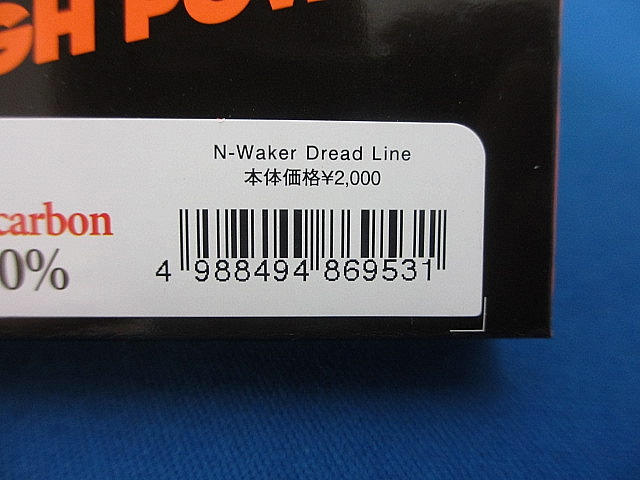 GH POW
N-Waker Dread Line
本体価格¥2,000
carbon
0%
4 988494 869531